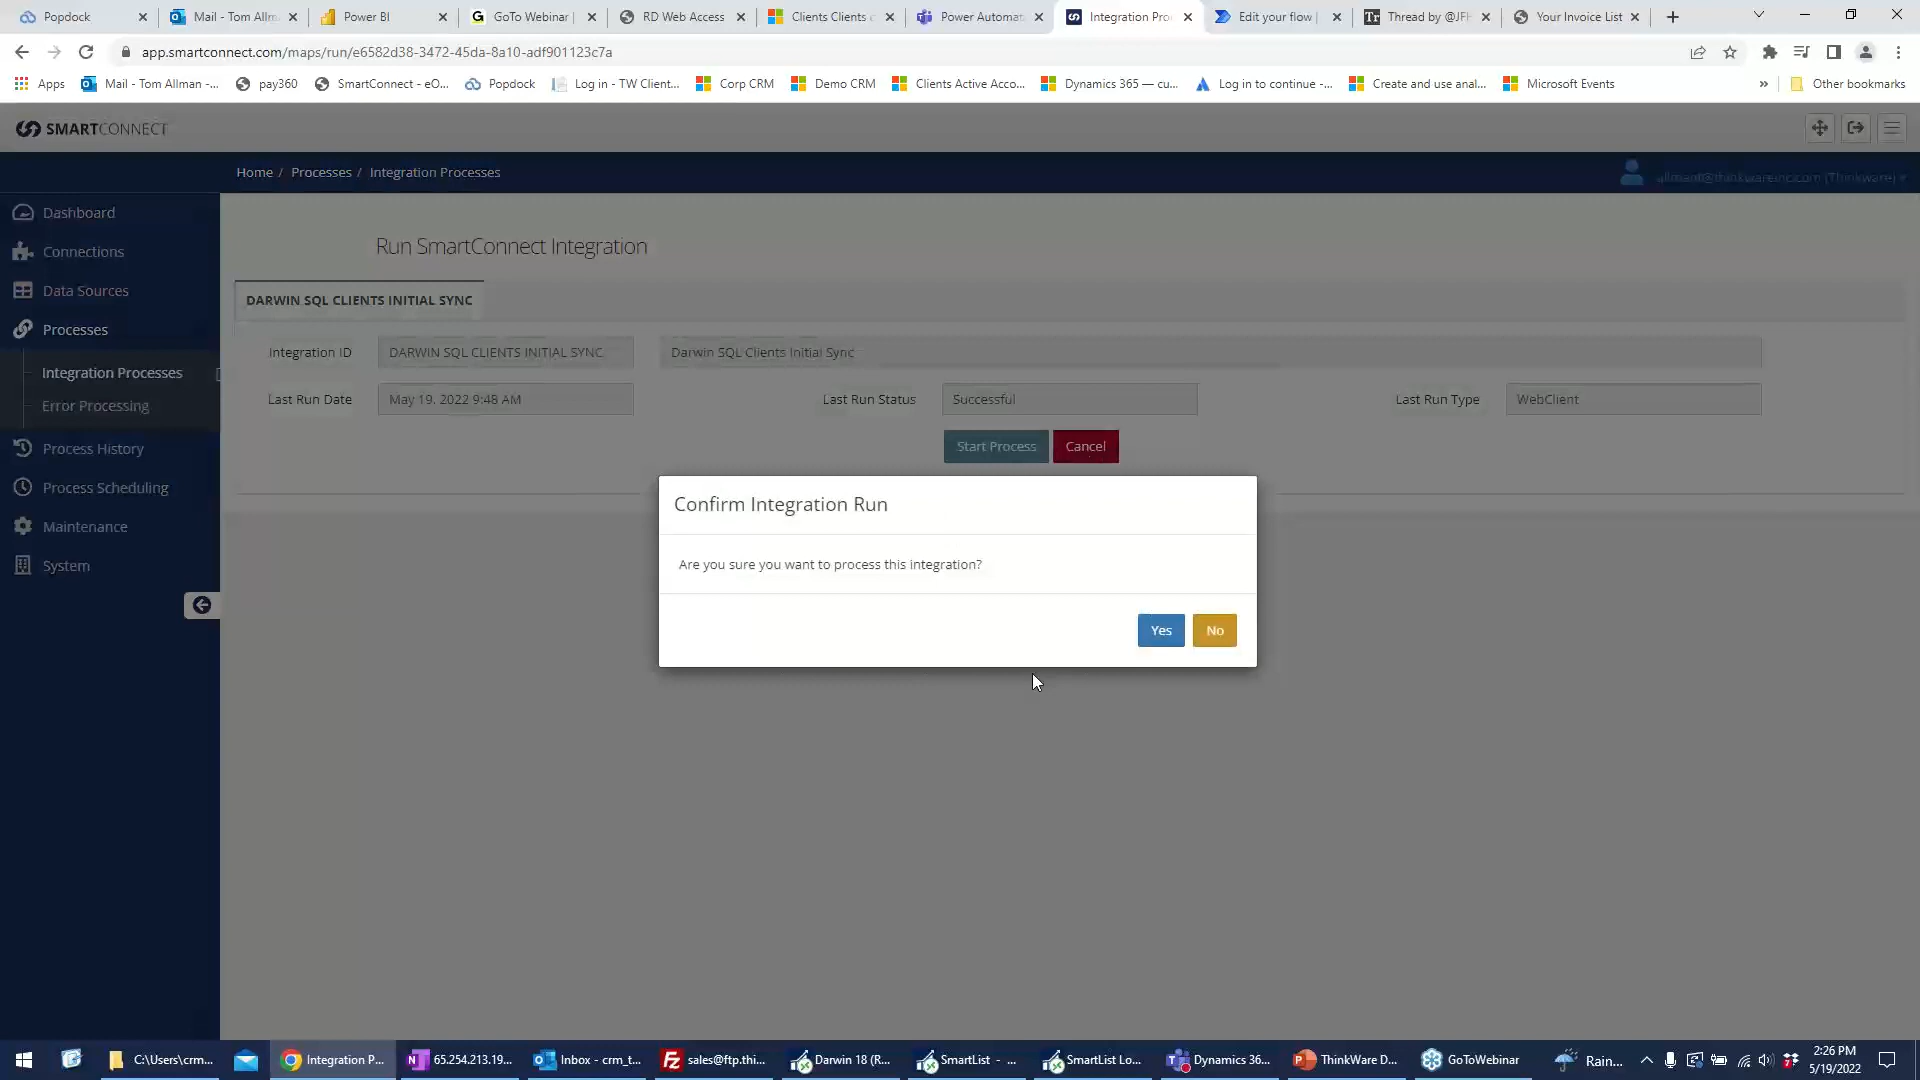 Popdock
Mail - Tom Allm
Power BI
GoTo Webinar |
RD Web Access
Clients Clients
Power Automat
Integration Pro
Edit your flow |
Thread by @JFH
Your Invoice List
app.smartconnect.com/maps/run/e6582d38-3472-45da-8a10-adf901123c7a
Apps
Mail - Tom Allman -...
pay360
SmartConnect - eO...
Popdock
Log in - TW Client...
Corp CRM
Demo CRM
Clients Active Acco...
Dynamics 365 — cu...
Log in to continue -...
Create and use anal...
Microsoft Events
»
Other bookmarks
SMARTCONNECT
Home / Processes / Integration Processes
allmant@thinkwareinc.com (Thinkware)
Dashboard
Connections
Data Sources
Processes
Integration Processes
Error Processing
Process History
Process Scheduling
Maintenance
System
Run SmartConnect Integration
DARWIN SQL CLIENTS INITIAL SYNC
Integration ID
DARWIN SQL CLIENTS INITIAL SYNC
Darwin SQL Clients Initial Sync
Last Run Date
May 19, 2022 9:48 AM
Last Run Status
Successful
Last Run Type
WebClient
Start Process
Cancel
Confirm Integration Run
Are you sure you want to process this integration?
Yes
No
C:\Users\crm...
Integration P...
65.254.213.19...
Inbox - crm_t...
sales@ftp.thi...
Darwin 18 (R...
SmartList - ...
SmartList Lo...
Dynamics 36...
ThinkWare D...
GoToWebinar
Rain...
2:26 PM
5/19/2022